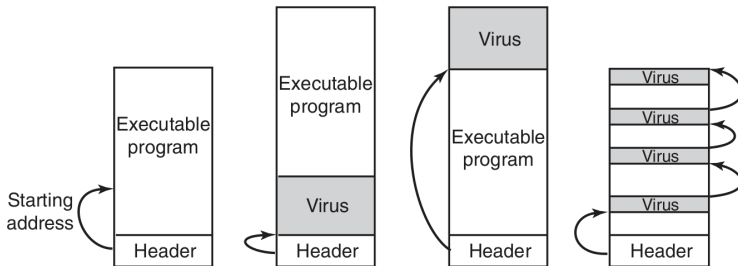 Executable
program
Starting
address
Header
Executable
program
Virus
Header
Virus
Executable
program
Header
Virus
Virus
Virus
Virus
Header